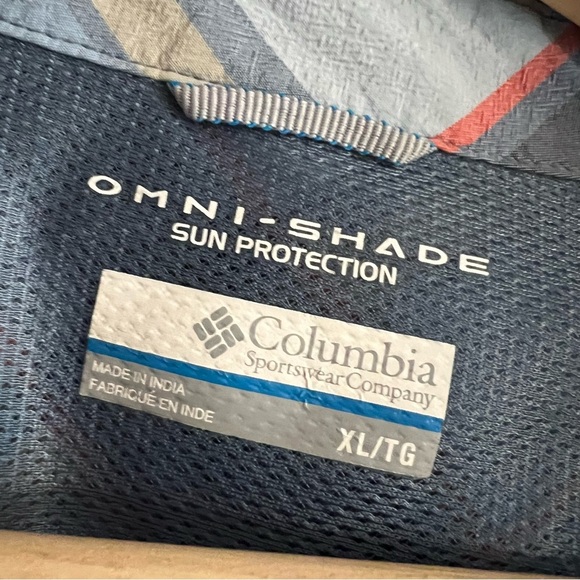 OMNI-SHADE
SUN PROTECTION
Columbia
Sportswear Company
MADE IN INDIA
FABRIQUÉ EN INDE
XL/TG